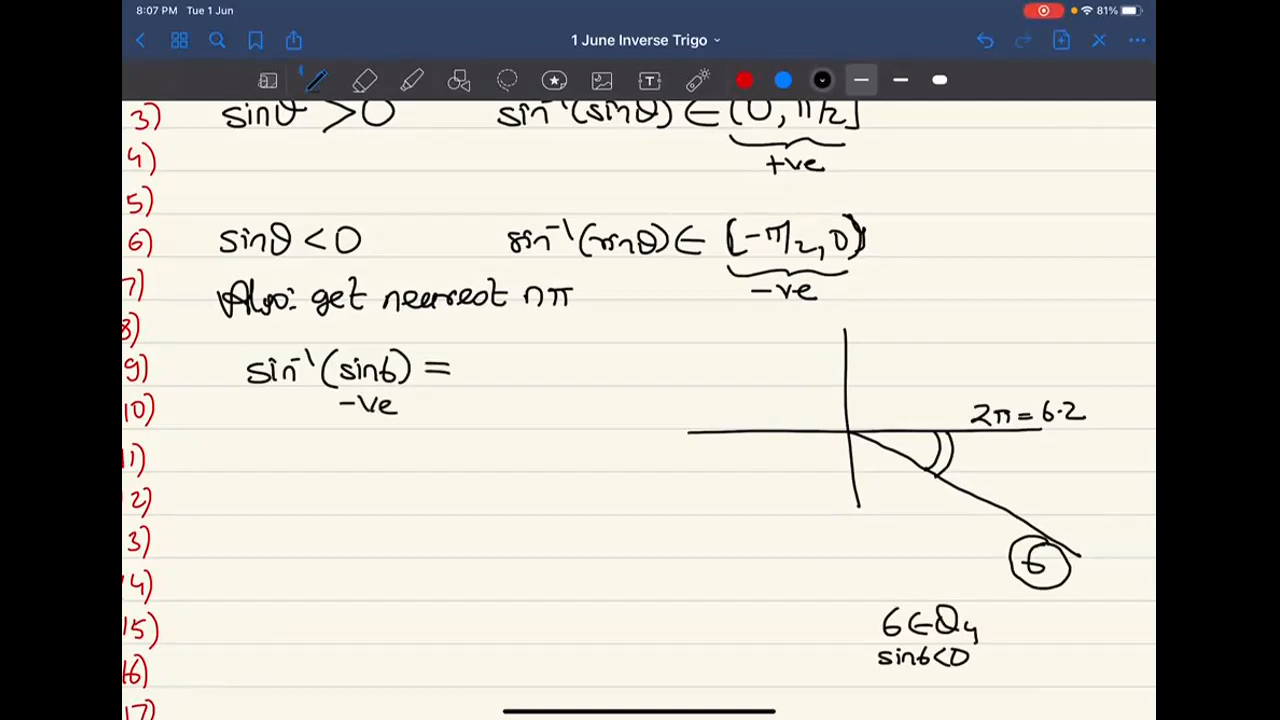 8:07 PM Tue 1 Jun
81%
1 June Inverse Trigo
3) sinθ > 0 sin⁻¹(sinθ) ∈ (0, π/2]
+ve
4)
5)
6) sinθ < 0 sin⁻¹(sinθ) ∈ [-π/2, 0)
7) Also: get nearest nπ -ve
8)
9) sin⁻¹(sin6) =
10) -ve 2π = 6.2
11)
12)
13) 6
14)
15) 6 ∈ Q4
sin6 < 0
16)
17)